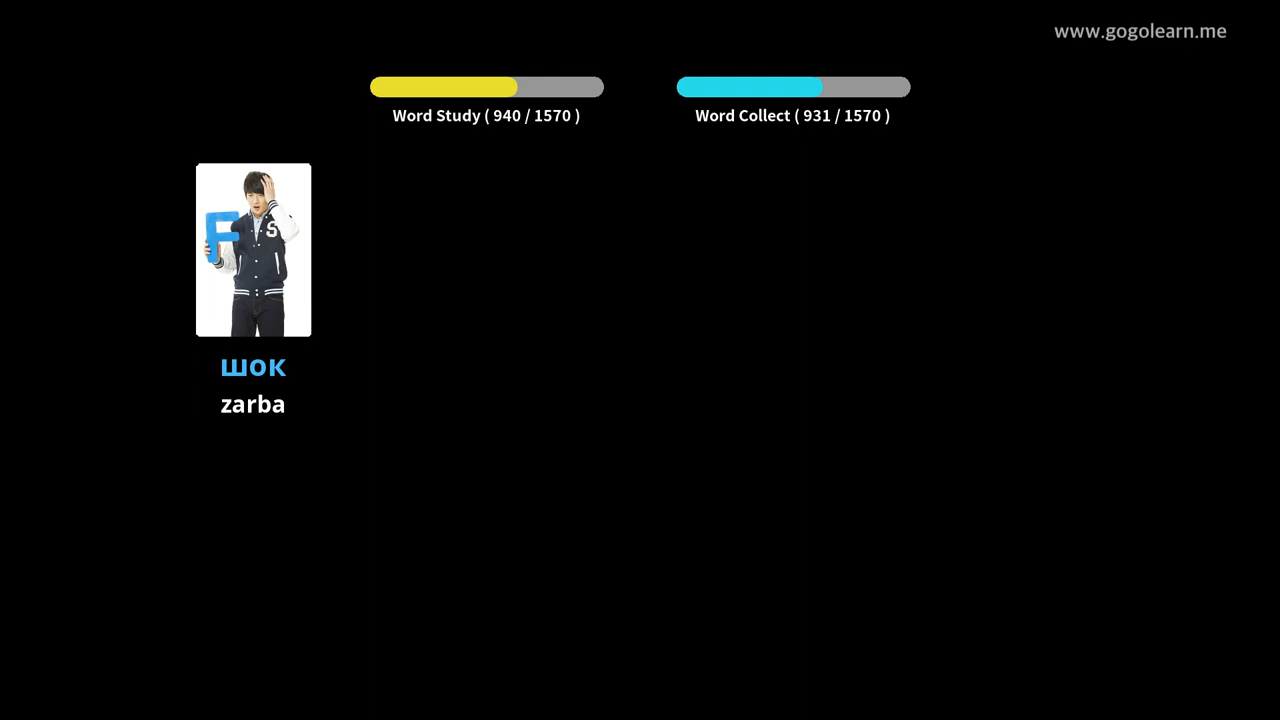 www.gogolearn.me
Word Study ( 940 / 1570 )
Word Collect ( 931 / 1570 )
F
S
шок
zarba